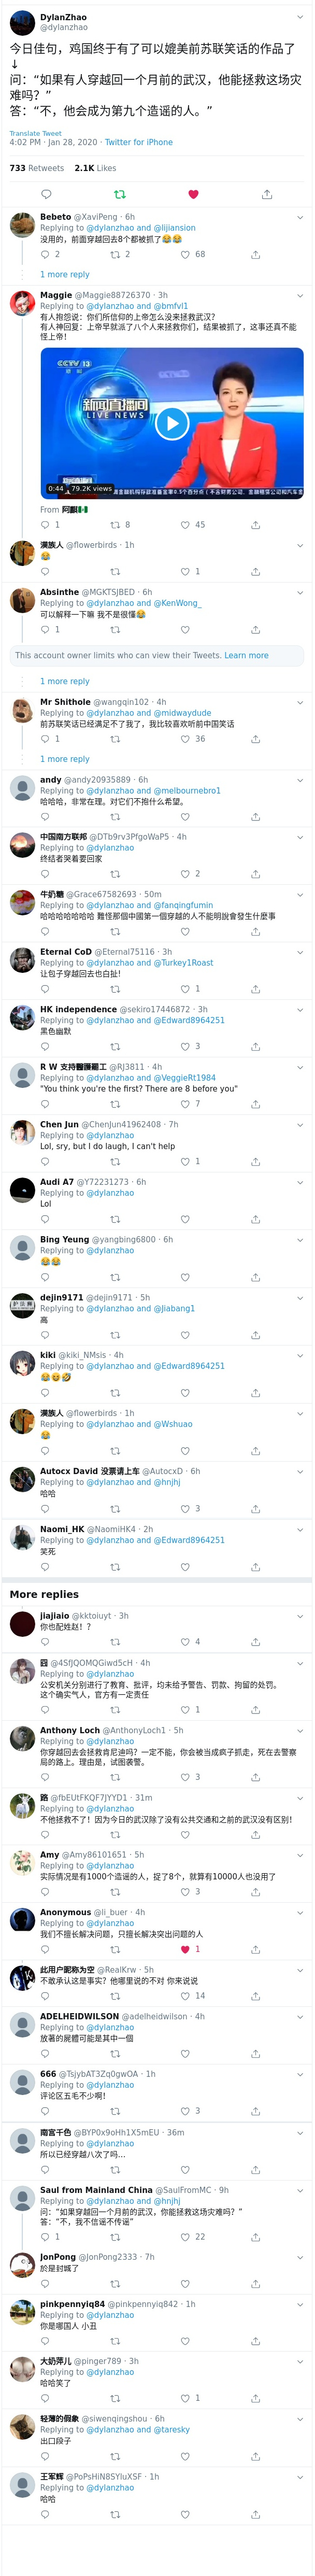 DylanZhao
@dylanzhao
今日佳句，鸡国终于有了可以媲美前苏联笑话的作品了
↓
问：“如果有人穿越回一个月前的武汉，他能拯救这场灾
难吗？”
答：“不，他会成为第九个造谣的人。”
Translate Tweet
4:02 PM · Jan 28, 2020 · Twitter for iPhone
733 Retweets 2.1K Likes
Bebeto @XaviPeng · 6h
Replying to @dylanzhao and @lijiansion
没用的，前面穿越回去8个都被抓了😂😂
2 2 68
1 more reply
Maggie @Maggie88726370 · 3h
Replying to @dylanzhao and @bmfvl1
有人抱怨说：你们所信仰的上帝怎么没来拯救武汉？
有人神回复：上帝早就派了八个人来拯救你们，结果被抓了，这事还真不能
怪上帝！
CCTV 13
新闻
新闻直播间
LIVE NEWS
0:44 79.2K views
From 阿麒🇳🇬
1 8 45
满族人 @flowerbirds · 1h
😂
1
Absinthe @MGKTSJBED · 6h
Replying to @dylanzhao and @KenWong_
可以解释一下嘛 我不是很懂😂
1
This account owner limits who can view their Tweets. Learn more
1 more reply
Mr Shithole @wangqin102 · 4h
Replying to @dylanzhao and @midwaydude
前苏联笑话已经满足不了我了，我比较喜欢听前中国笑话
1 36
1 more reply
andy @andy20935889 · 6h
Replying to @dylanzhao and @melbournebro1
哈哈哈，非常在理。对它们不抱什么希望。
中国南方联邦 @DTb9rv3PfgoWaP5 · 4h
Replying to @dylanzhao
终结者哭着要回家
2
牛奶糖 @Grace67582693 · 50m
Replying to @dylanzhao and @fanqingfumin
哈哈哈哈哈哈哈 難怪那個中國第一個穿越的人不能明說會發生什麼事
Eternal CoD @Eternal75116 · 3h
Replying to @dylanzhao and @Turkey1Roast
让包子穿越回去也白扯！
1
HK independence @sekiro17446872 · 3h
Replying to @dylanzhao and @Edward8964251
黑色幽默
3
R W 支持醫護罷工 @RJ3811 · 4h
Replying to @dylanzhao and @VeggieRt1984
"You think you're the first? There are 8 before you"
7
Chen Jun @ChenJun41962408 · 7h
Replying to @dylanzhao
Lol, sry, but I do laugh, I can't help
1
Audi A7 @Y72231273 · 6h
Replying to @dylanzhao
Lol
Bing Yeung @yangbing6800 · 6h
Replying to @dylanzhao
😂😂
dejin9171 @dejin9171 · 5h
Replying to @dylanzhao and @Jiabang1
高
kiki @kiki_NMsis · 4h
Replying to @dylanzhao and @Edward8964251
😂😆🤣
满族人 @flowerbirds · 1h
Replying to @dylanzhao and @Wshuao
😂
Autocx David 没票请上车 @AutocxD · 6h
Replying to @dylanzhao and @hnjhj
哈哈
3
Naomi_HK @NaomiHK4 · 2h
Replying to @dylanzhao and @Edward8964251
笑死
More replies
jiajiaio @kktoiuyt · 3h
你也配姓赵！？
4
@4SfJQOMQGiwd5cH · 4h
Replying to @dylanzhao
公安机关分别进行了教育、批评，均未给予警告、罚款、拘留的处罚。
这个确实气人，官方有一定责任
1
Anthony Loch @AnthonyLoch1 · 5h
Replying to @dylanzhao
你穿越回去会拯救肯尼迪吗？一定不能，你会被当成疯子抓走，死在去警察
局的路上。理由是，试图袭警。
3
路 @fbEUtFKQF7JYYD1 · 31m
Replying to @dylanzhao
不他拯救不了！因为今日的武汉除了没有公共交通和之前的武汉没有区别！
Amy @Amy86101651 · 5h
Replying to @dylanzhao
实际情况是有1000个造谣的人，捉了8个，就算有10000人也没用了
3
Anonymous @li_buer · 4h
Replying to @dylanzhao
我们不擅长解决问题，只擅长解决突出问题的人
1
此用户昵称为空 @RealKrw · 5h
不敢承认这是事实？他哪里说的不对 你来说说
14
ADELHEIDWILSON @adelheidwilson · 4h
Replying to @dylanzhao
放著的屍體可能是其中一個
666 @TsjybAT3Zq0gwOA · 1h
Replying to @dylanzhao
评论区五毛不少啊！
3
南宫千色 @BYP0x9oHh1X5mEU · 36m
Replying to @dylanzhao
所以已经穿越八次了吗…
Saul from Mainland China @SaulFromMC · 9h
Replying to @dylanzhao and @hnjhj
问：“如果穿越回一个月前的武汉，你能拯救这场灾难吗？”
答：“不，我不信谣不传谣”
1 22
JonPong @JonPong2333 · 7h
於是封城了
pinkpennyiq84 @pinkpennyiq842 · 1h
Replying to @dylanzhao
你是哪国人 小丑
大奶萍儿 @pinger789 · 3h
Replying to @dylanzhao
哈哈笑了
1
轻薄的假象 @siwenqingshou · 6h
Replying to @dylanzhao and @taresky
出口段子
王军辉 @PoPsHiN8SYluXSF · 1h
Replying to @dylanzhao
哈哈